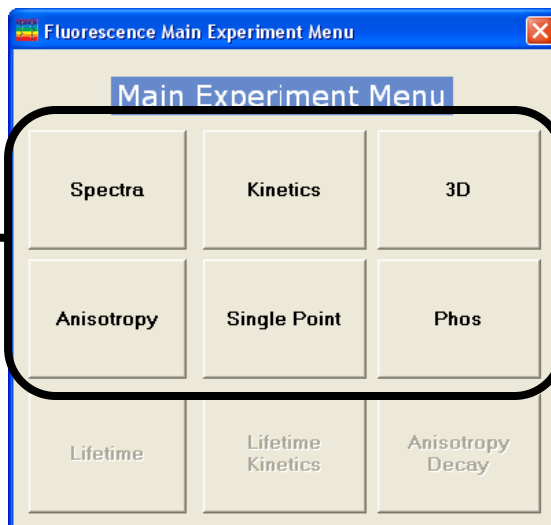 Fluorescence Main Experiment Menu
Main Experiment Menu
Spectra
Kinetics
3D
Anisotropy
Single Point
Phos
Lifetime
Lifetime
Kinetics
Anisotropy
Decay